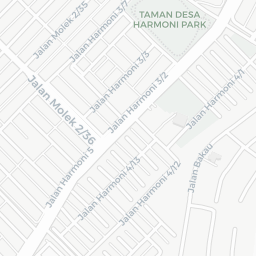 TAMAN DESA
HARMONI PARK
Jalan Molek 2/35
Jalan Harmoni 3/7
Jalan Harmoni 3/3
Jalan Harmoni 3/2
Jalan Harmoni 4/1
Jalan Molek 2/36
Jalan Harmoni 5
Jalan Harmoni 4/13
Jalan Harmoni 4/12
Jalan Bakau